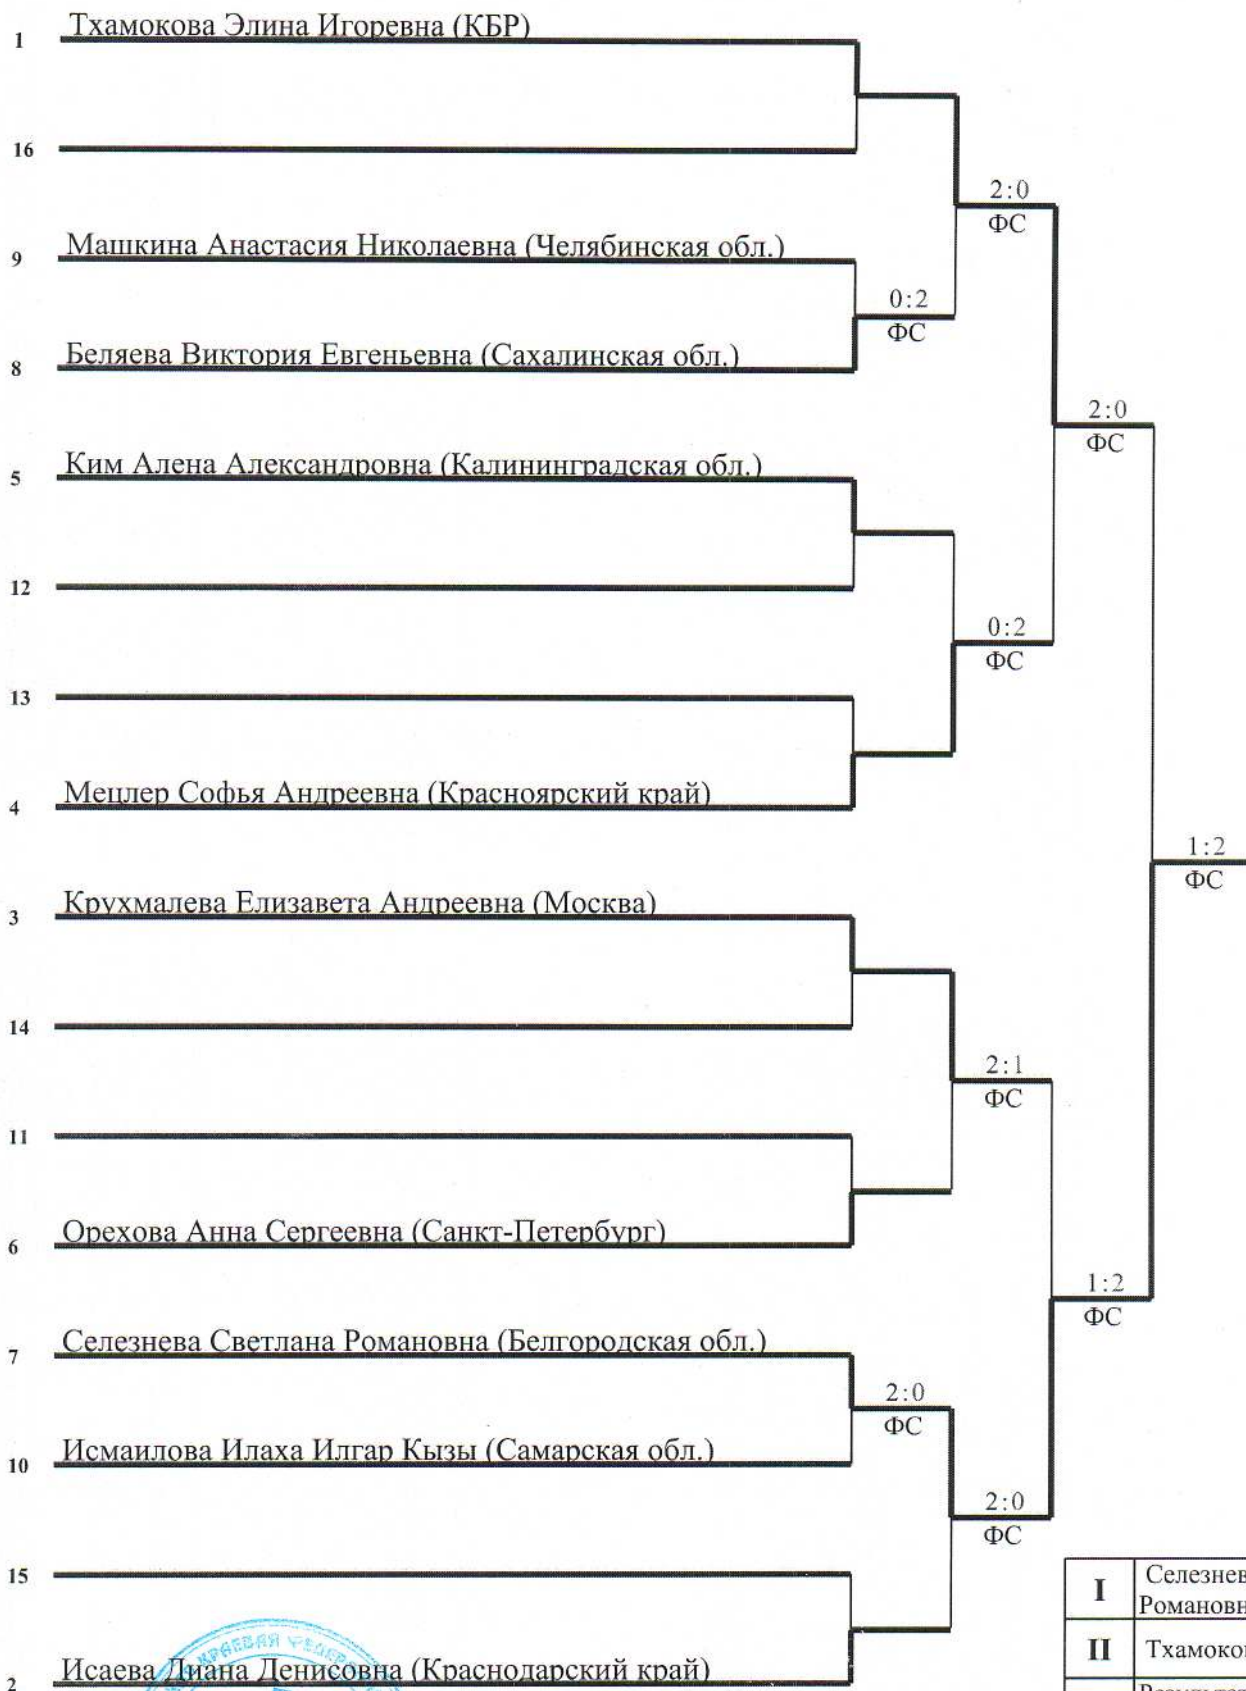 1 Тхамокова Элина Игоревна (КБР)
16
2:0
ФС
9 Машкина Анастасия Николаевна (Челябинская обл.)
0:2
ФС
8 Беляева Виктория Евгеньевна (Сахалинская обл.)
2:0
ФС
5 Ким Алена Александровна (Калининградская обл.)
12
0:2
ФС
13
4 Мецлер Софья Андреевна (Красноярский край)
1:2
ФС
3 Крухмалева Елизавета Андреевна (Москва)
14
2:1
ФС
11
6 Орехова Анна Сергеевна (Санкт-Петербург)
1:2
ФС
7 Селезнева Светлана Романовна (Белгородская обл.)
2:0
ФС
10 Исмаилова Илаха Илгар Кызы (Самарская обл.)
2:0
ФС
15
I Селезнев
Романовн
II Тхамоков
2 Исаева Диана Денисовна (Краснодарский край)